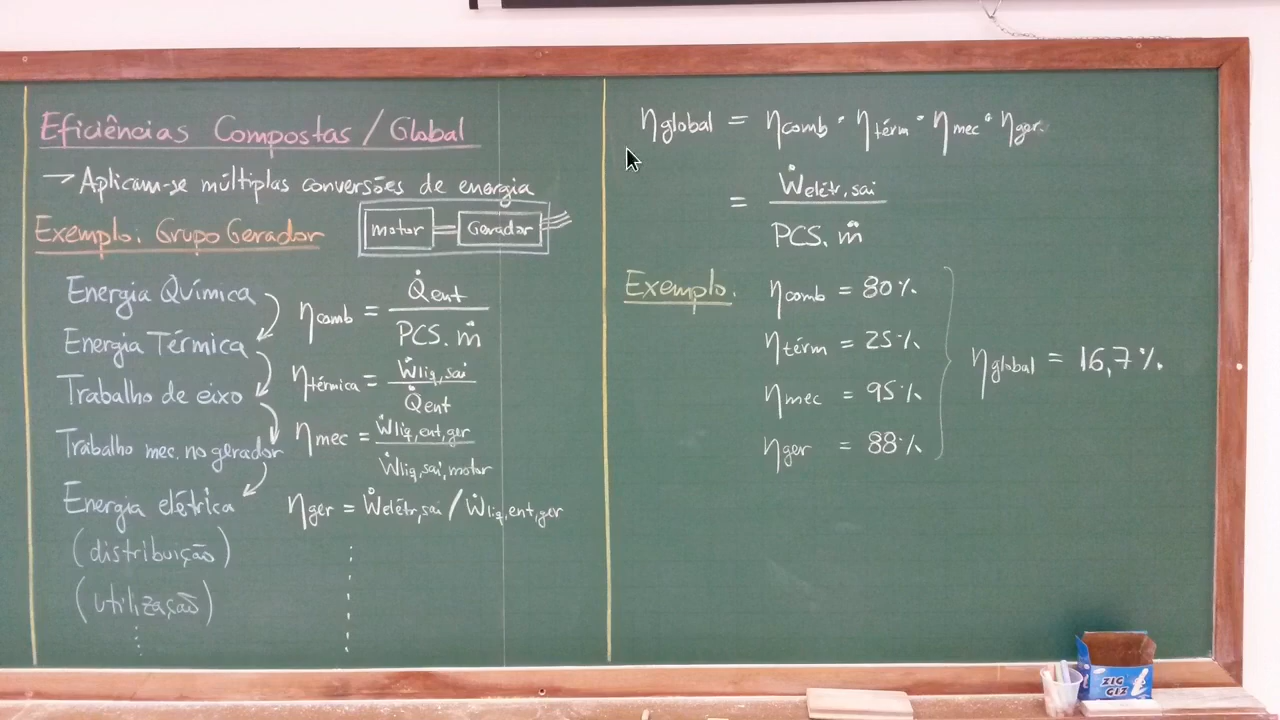 Eficiências Compostas / Global
→ Aplicam-se múltiplas conversões de energia
Exemplo. Grupo Gerador
motor Gerador
Energia Química
Energia Térmica
Trabalho de eixo
Trabalho mec. no gerador
Energia elétrica
(distribuição)
(utilização)
ηcomb = Q̇ent / PCS. ṁ
ηtérmica = Ẇliq,sai / Q̇ent
ηmec = Ẇliq,ent,ger / Ẇliq,sai,motor
ηger = Ẇelétr,sai / Ẇliq,ent,ger
ηglobal = ηcomb · ηtérm · ηmec · ηger.
= Ẇelétr,sai / PCS. ṁ
Exemplo.
ηcomb = 80%
ηtérm = 25%
ηmec = 95%
ηger = 88%
ηglobal = 16,7%
ZIG
GIZ